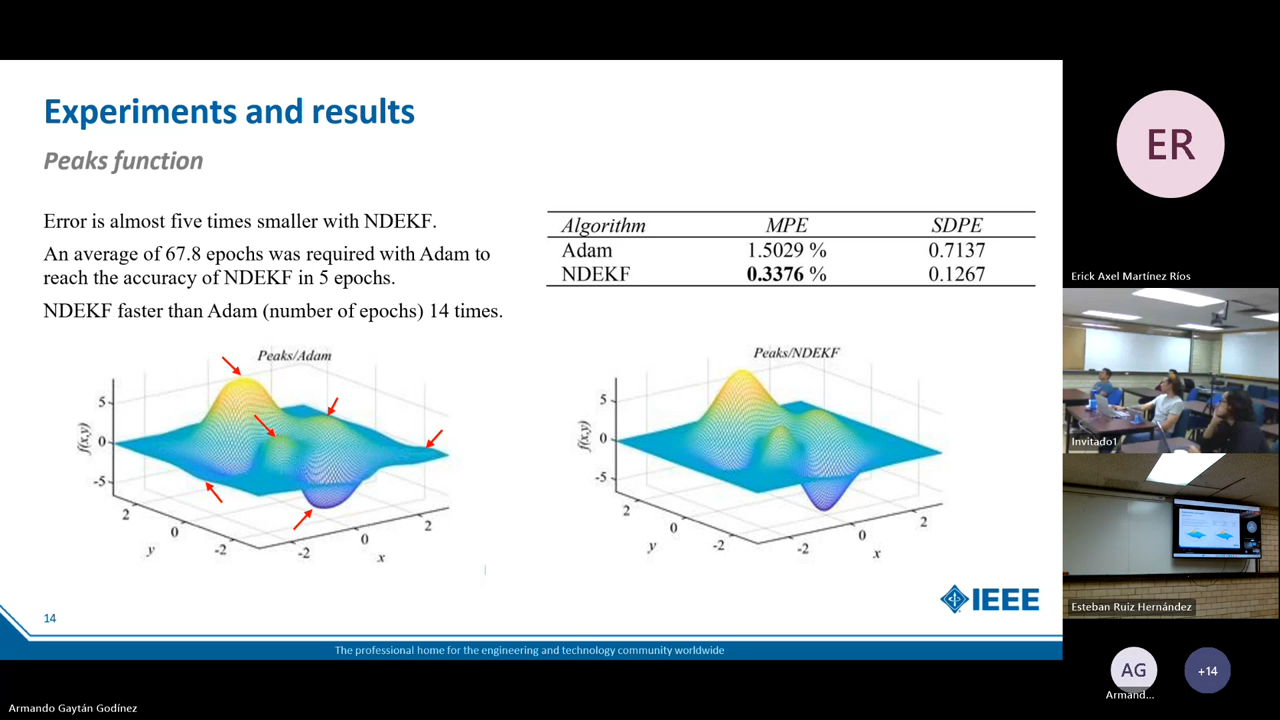 Experiments and results
Peaks function
Error is almost five times smaller with NDEKF.
An average of 67.8 epochs was required with Adam to
reach the accuracy of NDEKF in 5 epochs.
NDEKF faster than Adam (number of epochs) 14 times.
Algorithm MPE SDPE
Adam 1.5029 % 0.7137
NDEKF 0.3376 % 0.1267
Peaks/Adam
f(x,y)
5
0
-5
2
0
-2
y
-2
0
2
x
Peaks/NDEKF
f(x,y)
5
0
-5
2
0
-2
y
-2
0
2
x
IEEE
14
The professional home for the engineering and technology community worldwide
ER
Erick Axel Martínez Ríos
Invitado1
Esteban Ruiz Hernández
AG
Armand...
+14
Armando Gaytán Godínez